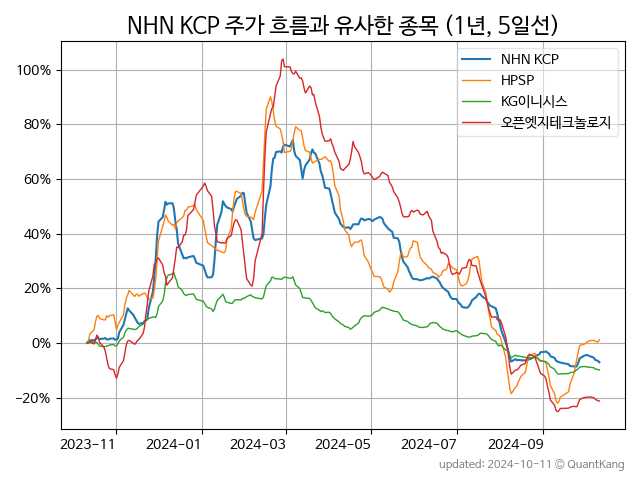 NHN KCP 주가 흐름과 유사한 종목 (1년, 5일선)
NHN KCP
HPSP
KG이니시스
오픈엣지테크놀로지
100%
80%
60%
40%
20%
0%
−20%
2023−11
2024−01
2024−03
2024−05
2024−07
2024−09
updated: 2024-10-11 © QuantKang